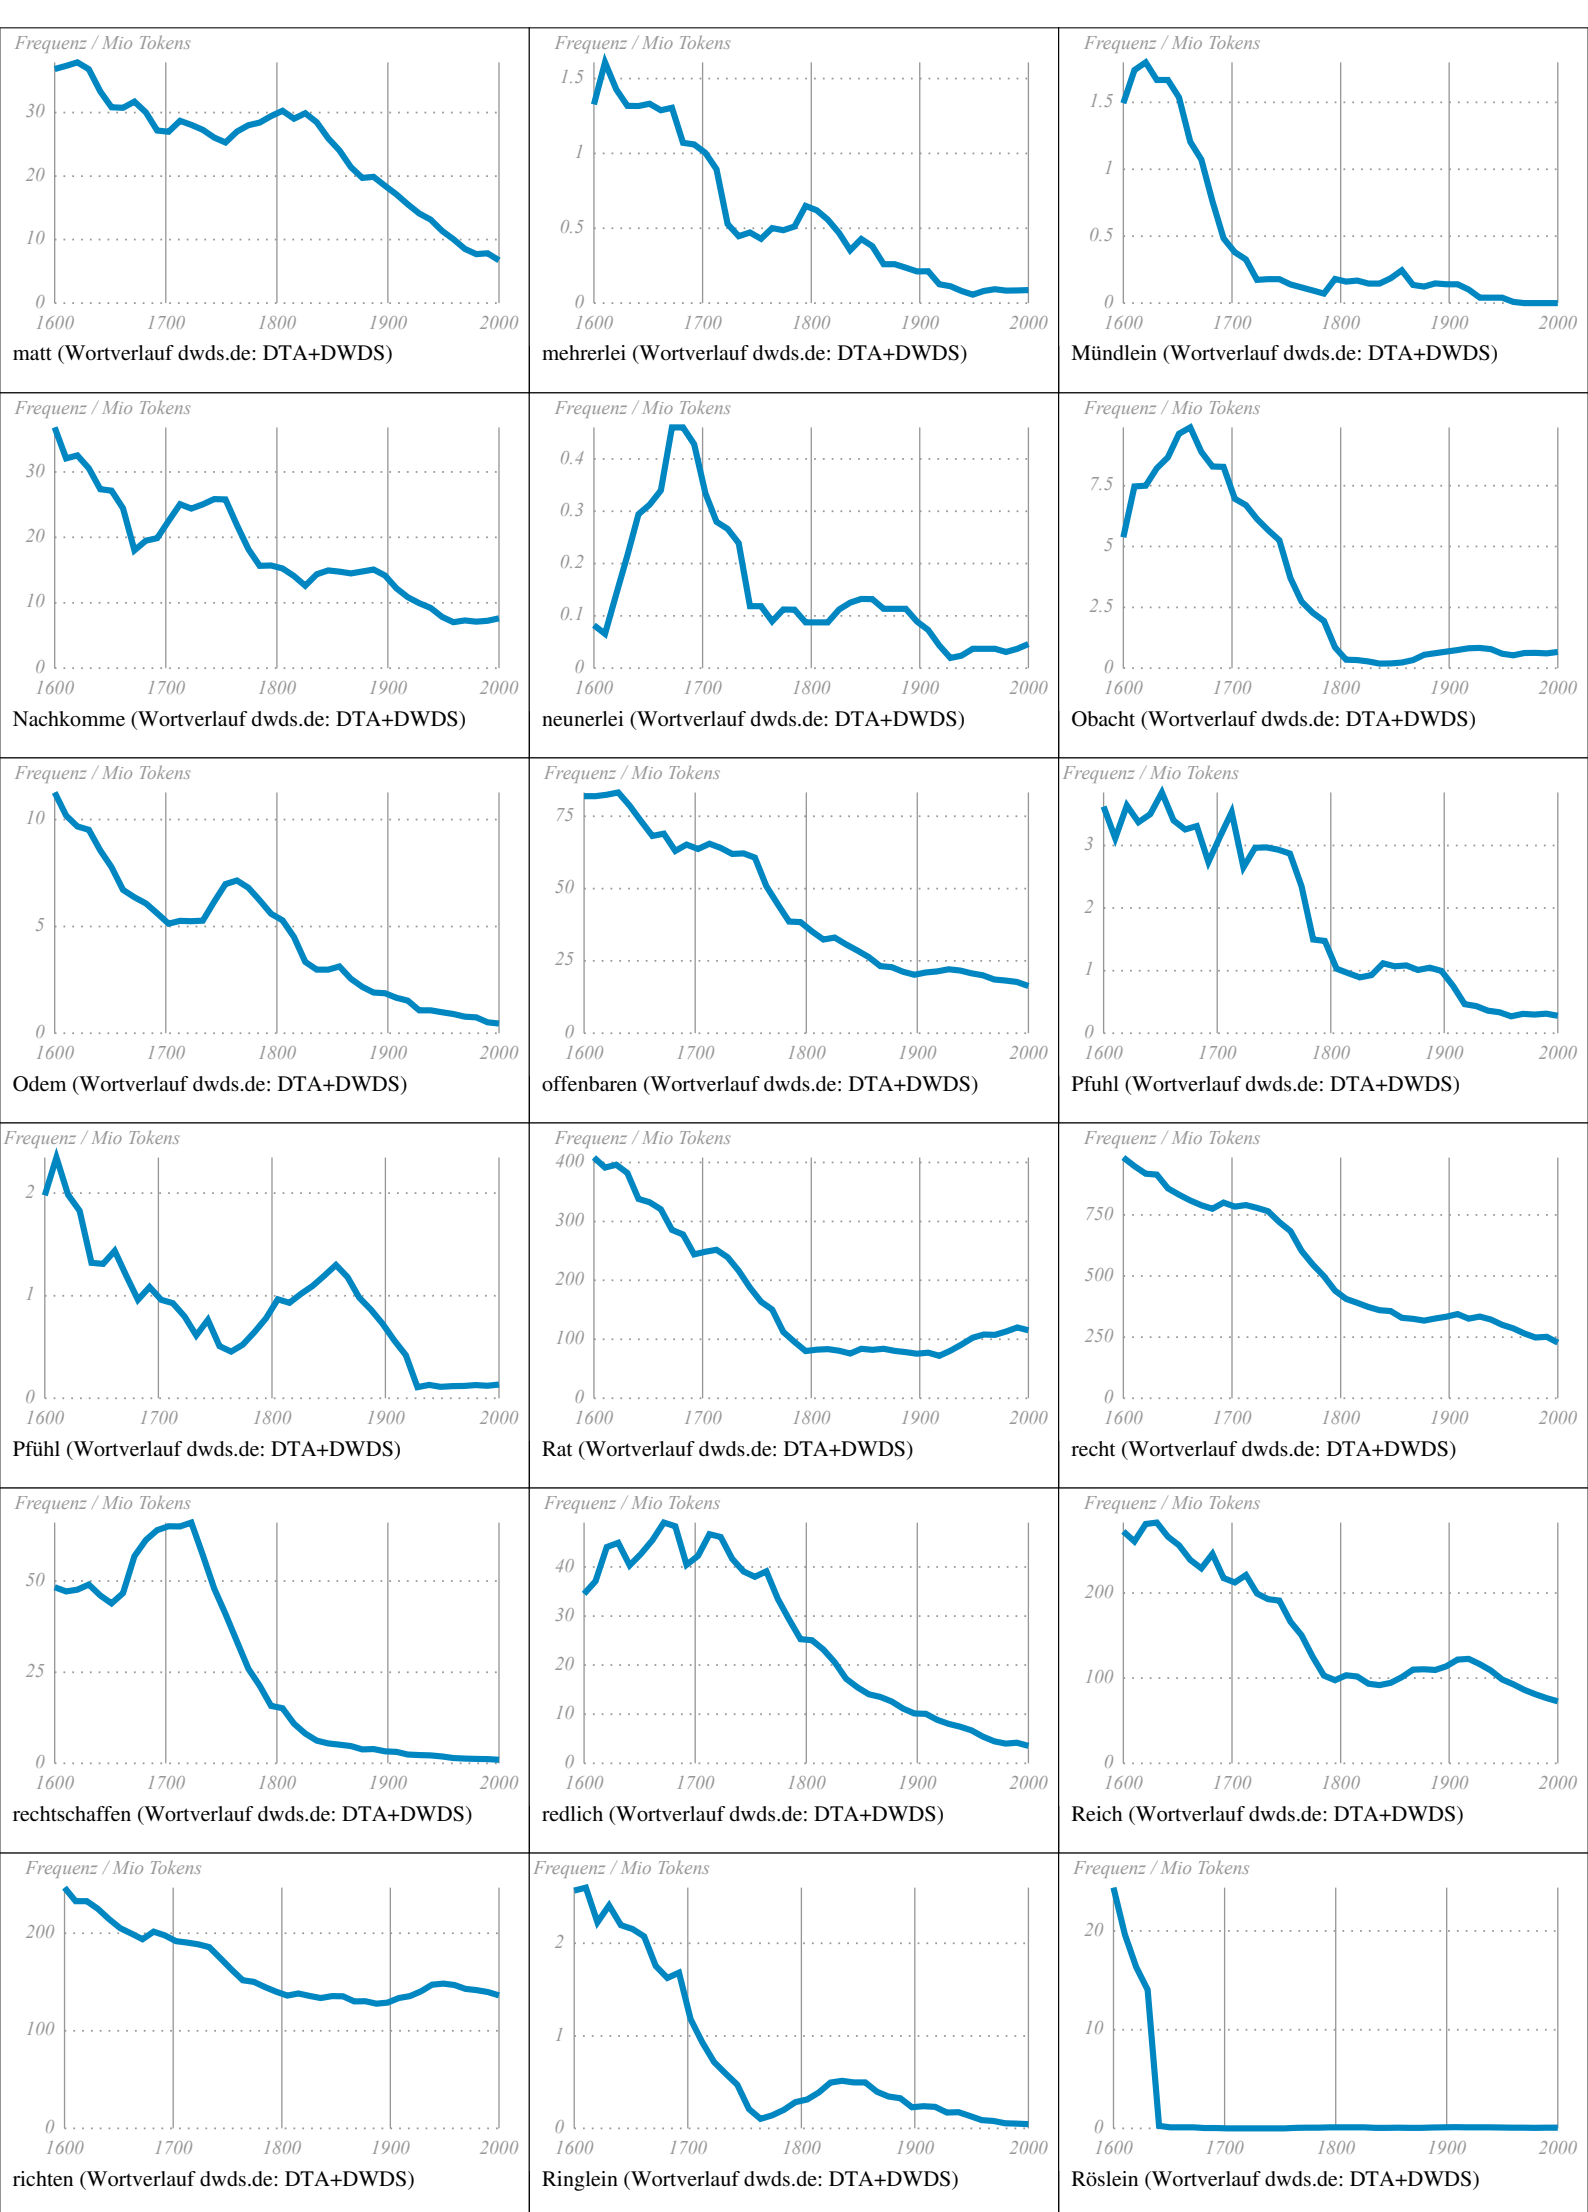 Frequenz / Mio Tokens
30
20
10
0
1600 1700 1800 1900 2000
matt (Wortverlauf dwds.de: DTA+DWDS)
Frequenz / Mio Tokens
1.5
1
0.5
0
1600 1700 1800 1900 2000
mehrerlei (Wortverlauf dwds.de: DTA+DWDS)
Frequenz / Mio Tokens
1.5
1
0.5
0
1600 1700 1800 1900 2000
Mündlein (Wortverlauf dwds.de: DTA+DWDS)
Frequenz / Mio Tokens
30
20
10
0
1600 1700 1800 1900 2000
Nachkomme (Wortverlauf dwds.de: DTA+DWDS)
Frequenz / Mio Tokens
0.4
0.3
0.2
0.1
0
1600 1700 1800 1900 2000
neunerlei (Wortverlauf dwds.de: DTA+DWDS)
Frequenz / Mio Tokens
7.5
5
2.5
0
1600 1700 1800 1900 2000
Obacht (Wortverlauf dwds.de: DTA+DWDS)
Frequenz / Mio Tokens
10
5
0
1600 1700 1800 1900 2000
Odem (Wortverlauf dwds.de: DTA+DWDS)
Frequenz / Mio Tokens
75
50
25
0
1600 1700 1800 1900 2000
offenbaren (Wortverlauf dwds.de: DTA+DWDS)
Frequenz / Mio Tokens
3
2
1
0
1600 1700 1800 1900 2000
Pfuhl (Wortverlauf dwds.de: DTA+DWDS)
Frequenz / Mio Tokens
2
1
0
1600 1700 1800 1900 2000
Pfühl (Wortverlauf dwds.de: DTA+DWDS)
Frequenz / Mio Tokens
400
300
200
100
0
1600 1700 1800 1900 2000
Rat (Wortverlauf dwds.de: DTA+DWDS)
Frequenz / Mio Tokens
750
500
250
0
1600 1700 1800 1900 2000
recht (Wortverlauf dwds.de: DTA+DWDS)
Frequenz / Mio Tokens
50
25
0
1600 1700 1800 1900 2000
rechtschaffen (Wortverlauf dwds.de: DTA+DWDS)
Frequenz / Mio Tokens
40
30
20
10
0
1600 1700 1800 1900 2000
redlich (Wortverlauf dwds.de: DTA+DWDS)
Frequenz / Mio Tokens
200
100
0
1600 1700 1800 1900 2000
Reich (Wortverlauf dwds.de: DTA+DWDS)
Frequenz / Mio Tokens
200
100
0
1600 1700 1800 1900 2000
richten (Wortverlauf dwds.de: DTA+DWDS)
Frequenz / Mio Tokens
2
1
0
1600 1700 1800 1900 2000
Ringlein (Wortverlauf dwds.de: DTA+DWDS)
Frequenz / Mio Tokens
20
10
0
1600 1700 1800 1900 2000
Röslein (Wortverlauf dwds.de: DTA+DWDS)